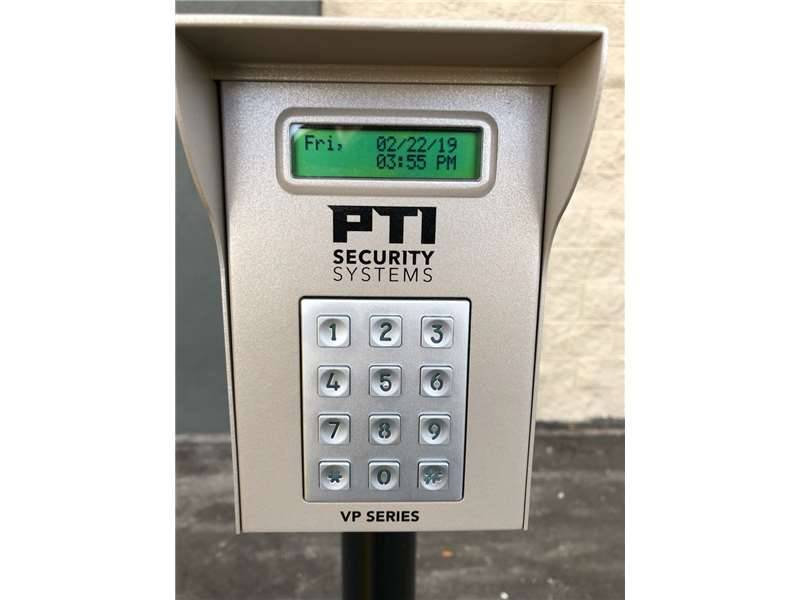 Fri, 02/22/19
03:55 PM
PTI
SECURITY
SYSTEMS
1 2 3
4 5 6
7 8 9
* 0 #
VP SERIES